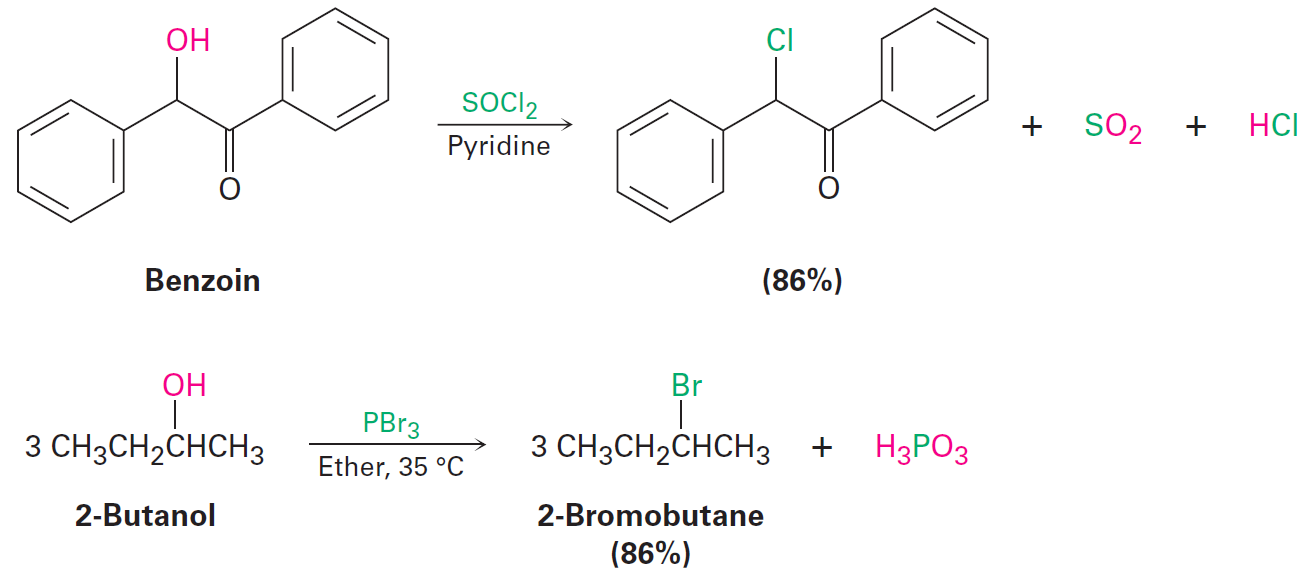 OH Cl
SOCl2 + SO2 + HCl
Pyridine
O O
Benzoin (86%)
OH Br
3 CH3CH2CHCH3 PBr3 3 CH3CH2CHCH3 + H3PO3
Ether, 35 °C
2-Butanol 2-Bromobutane
(86%)